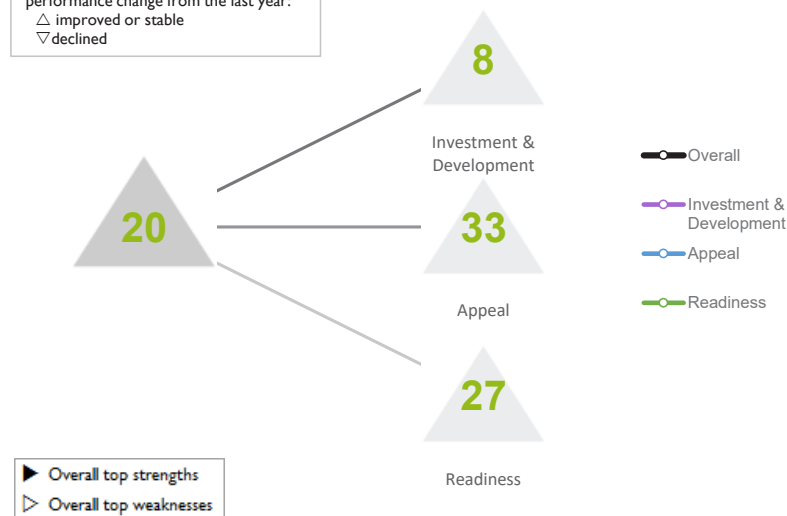 performance change from the last year:
△ improved or stable
▽ declined
8
Investment &
Development
20
33
Appeal
27
Readiness
Overall
Investment &
Development
Appeal
Readiness
▶ Overall top strengths
▷ Overall top weaknesses